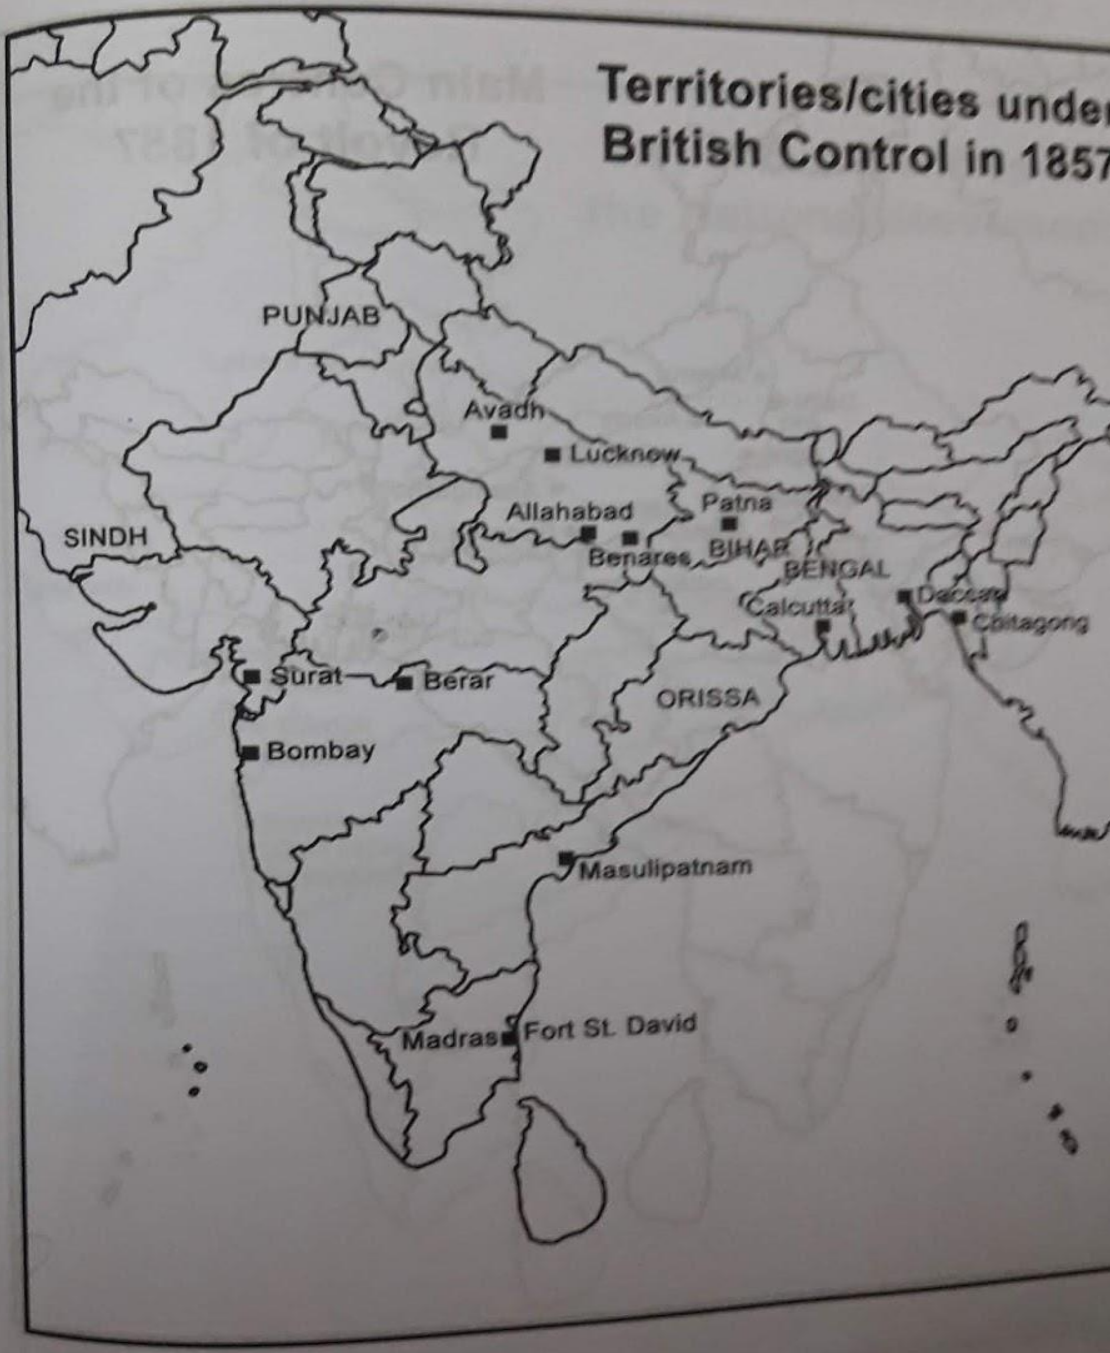 Territories/cities under
British Control in 1857
PUNJAB
Avadh
Lucknow
Allahabad
Patna
SINDH
Benares
BIHAR
BENGAL
Calcutta
Dacca
Chitagong
Surat
Berar
ORISSA
Bombay
Masulipatnam
Madras
Fort St. David